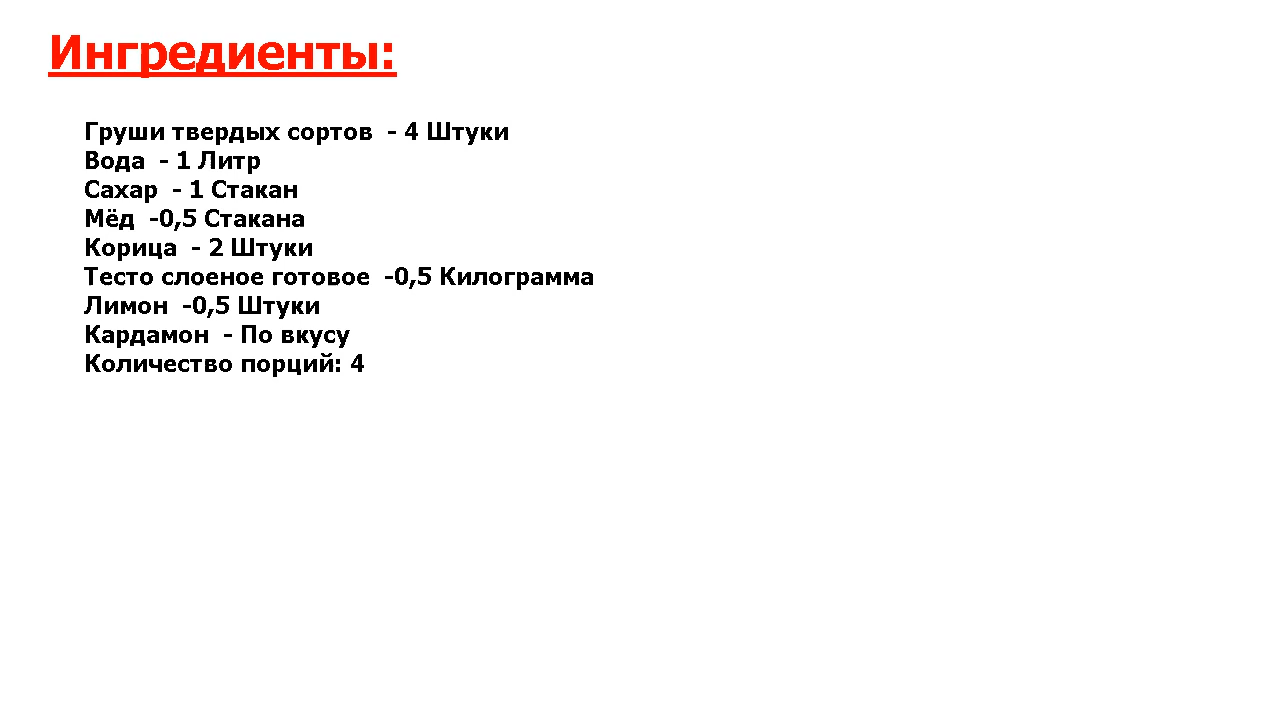 Ингредиенты:
Груши твердых сортов  - 4 Штуки
Вода  - 1 Литр
Сахар  - 1 Стакан
Мёд  -0,5 Стакана
Корица  - 2 Штуки
Тесто слоеное готовое  -0,5 Килограмма
Лимон  -0,5 Штуки
Кардамон  - По вкусу
Количество порций: 4